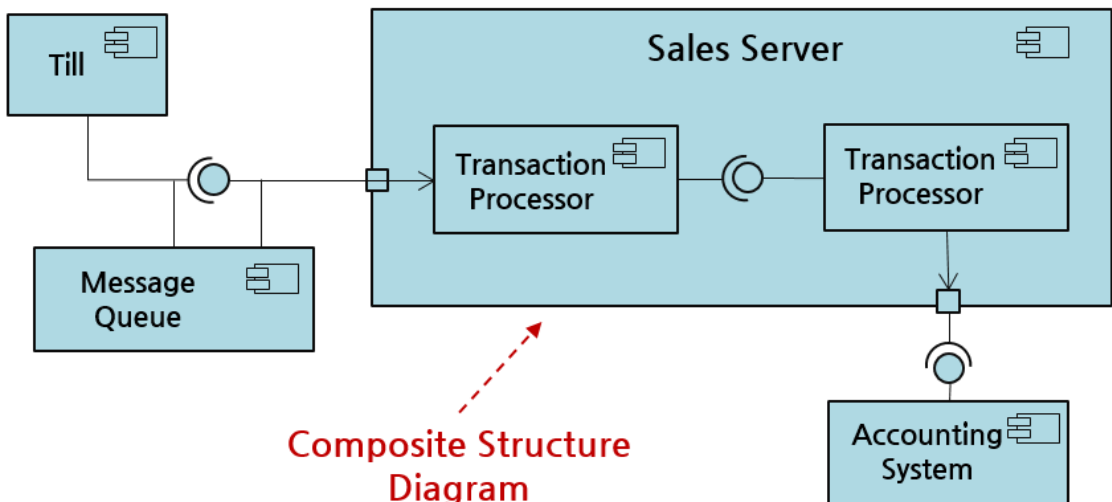 Till
Sales Server
Transaction
Processor
Transaction
Processor
Message
Queue
Composite Structure
Diagram
Accounting
System